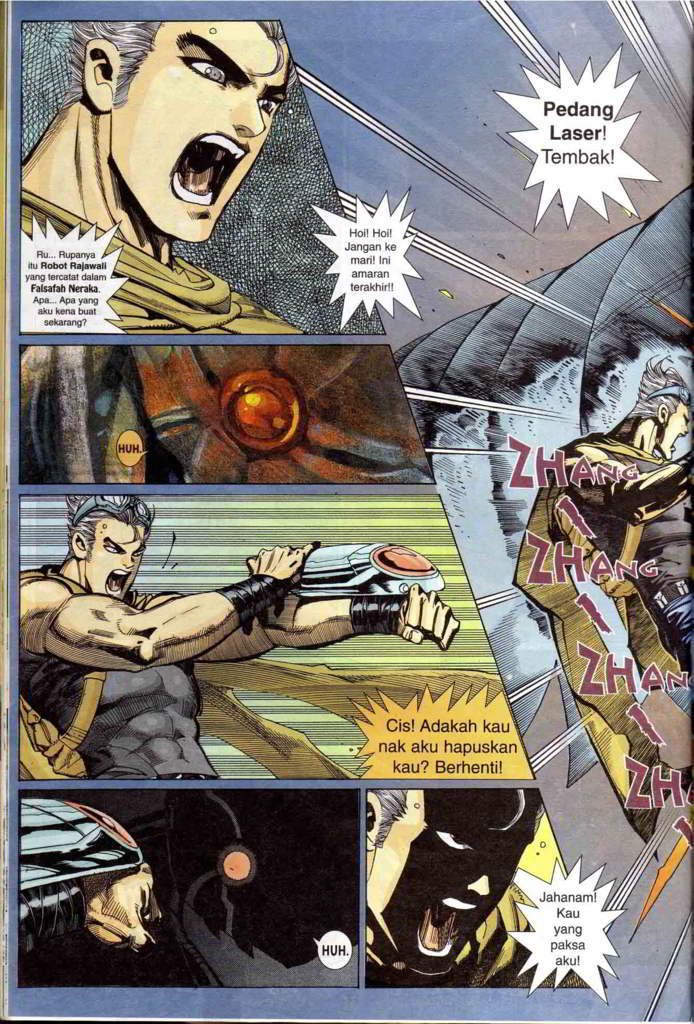 Ru... Rupanya
itu Robot Rajawali
yang tercatat dalam
Falsafah Neraka.
Apa... Apa yang
aku kena buat
sekarang?
Hoi! Hoi!
Jangan ke
mari! Ini
amaran
terakhir!!
HUH.
Cis! Adakah kau
nak aku hapuskan
kau? Berhenti!
HUH.
Jahanam!
Kau
yang
paksa
aku!
Pedang
Laser!
Tembak!
ZHANG
ZHANG
ZHAN
ZH